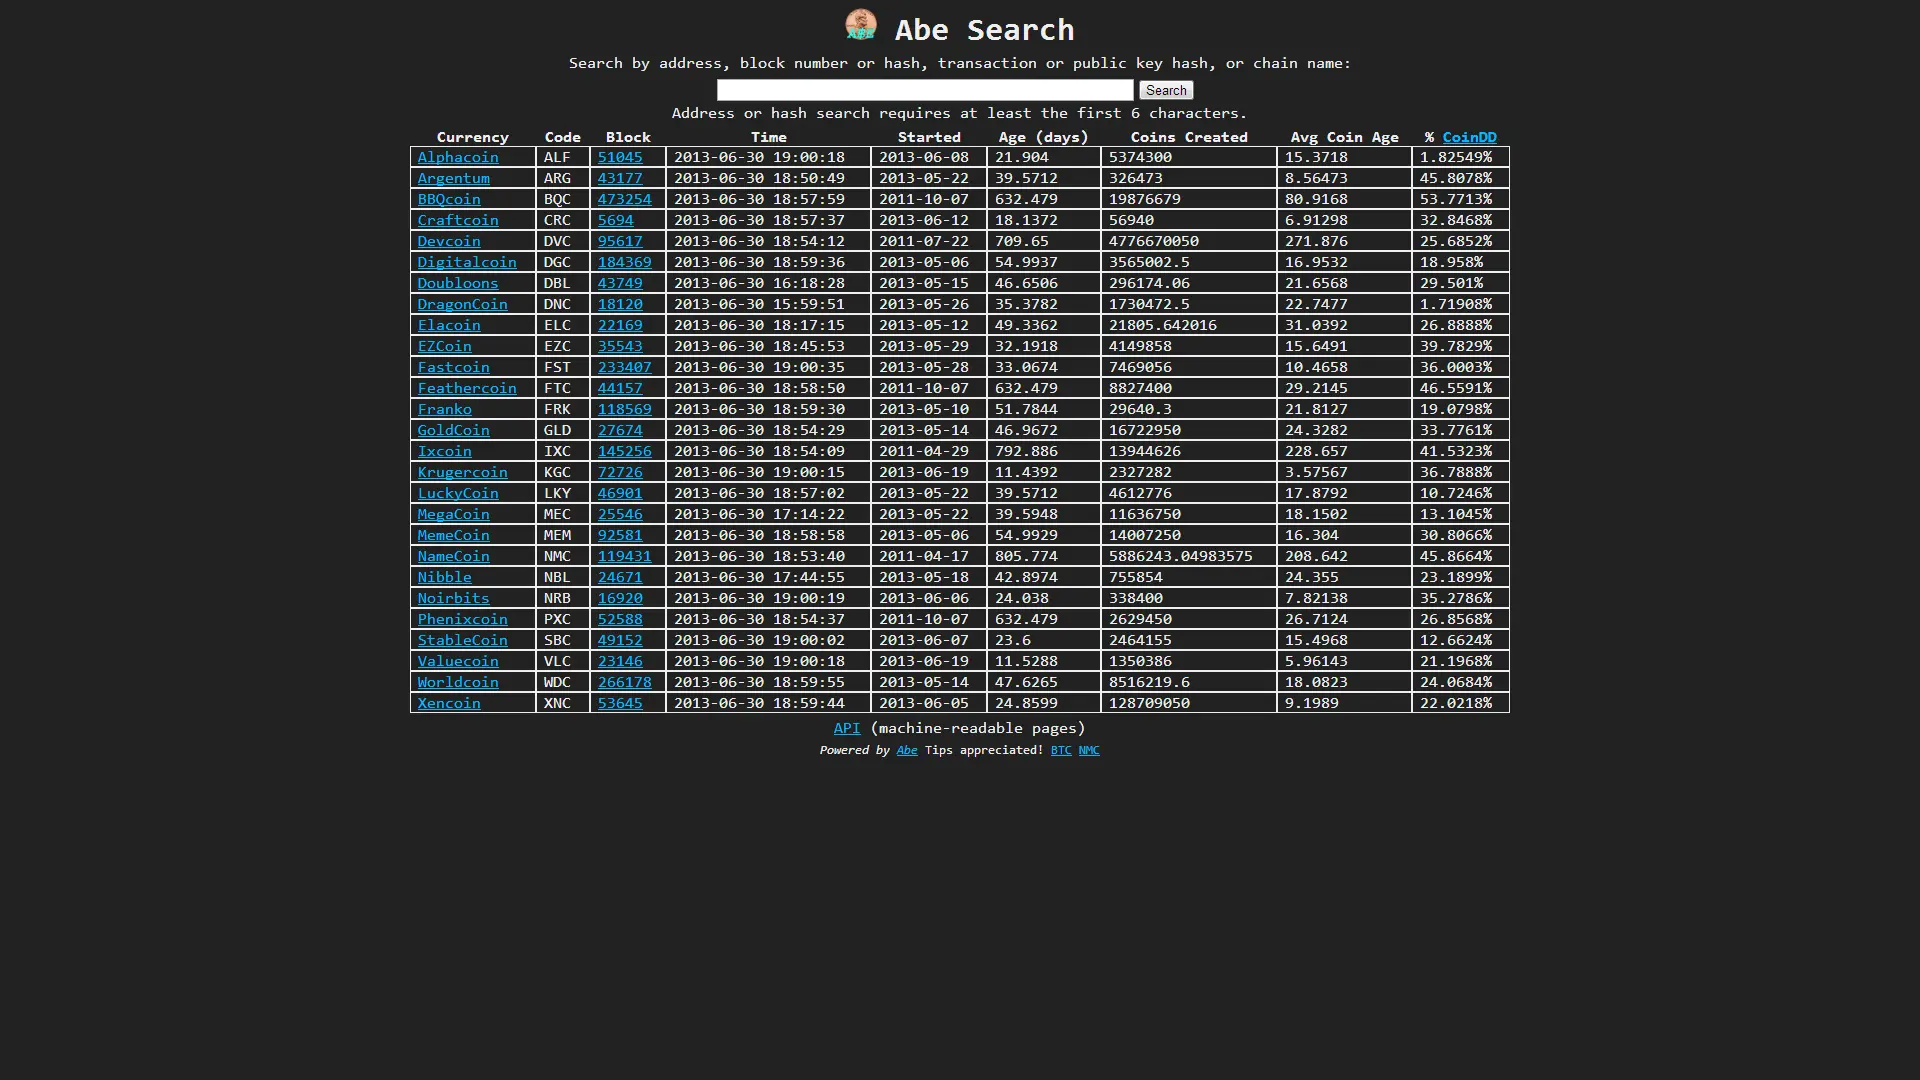 Abe Search
Search by address, block number or hash, transaction or public key hash, or chain name:
Search
Address or hash search requires at least the first 6 characters.
Currency Code Block Time Started Age (days) Coins Created Avg Coin Age % CoinDD
Alphacoin ALF 51045 2013-06-30 19:00:18 2013-06-08 21.904 5374300 15.3718 1.82549%
Argentum ARG 43177 2013-06-30 18:50:49 2013-05-22 39.5712 326473 8.56473 45.8078%
BBQcoin BQC 473254 2013-06-30 18:57:59 2011-10-07 632.479 19876679 80.9168 53.7713%
Craftcoin CRC 5694 2013-06-30 18:57:37 2013-06-12 18.1372 56940 6.91298 32.8468%
Devcoin DVC 95617 2013-06-30 18:54:12 2011-07-22 709.65 4776670050 271.876 25.6852%
Digitalcoin DGC 184369 2013-06-30 18:59:36 2013-05-06 54.9937 3565002.5 16.9532 18.958%
Doubloons DBL 43749 2013-06-30 16:18:28 2013-05-15 46.6506 296174.06 21.6568 29.501%
DragonCoin DNC 18120 2013-06-30 15:59:51 2013-05-26 35.3782 1730472.5 22.7477 1.71908%
Elacoin ELC 22169 2013-06-30 18:17:15 2013-05-12 49.3362 21805.642016 31.0392 26.8888%
EZCoin EZC 35543 2013-06-30 18:45:53 2013-05-29 32.1918 4149858 15.6491 39.7829%
Fastcoin FST 233407 2013-06-30 19:00:35 2013-05-28 33.0674 7469056 10.4658 36.0003%
Feathercoin FTC 44157 2013-06-30 18:58:50 2011-10-07 632.479 8827400 29.2145 46.5591%
Franko FRK 118569 2013-06-30 18:59:30 2013-05-10 51.7844 29640.3 21.8127 19.0798%
GoldCoin GLD 27674 2013-06-30 18:54:29 2013-05-14 46.9672 16722950 24.3282 33.7761%
Ixcoin IXC 145256 2013-06-30 18:54:09 2011-04-29 792.886 13944626 228.657 41.5323%
Krugercoin KGC 72726 2013-06-30 19:00:15 2013-06-19 11.4392 2327282 3.57567 36.7888%
LuckyCoin LKY 46901 2013-06-30 18:57:02 2013-05-22 39.5712 4612776 17.8792 10.7246%
MegaCoin MEC 25546 2013-06-30 17:14:22 2013-05-22 39.5948 11636750 18.1502 13.1045%
MemeCoin MEM 92581 2013-06-30 18:58:58 2013-05-06 54.9929 14007250 16.304 30.8066%
NameCoin NMC 119431 2013-06-30 18:53:40 2011-04-17 805.774 5886243.04983575 208.642 45.8664%
Nibble NBL 24671 2013-06-30 17:44:55 2013-05-18 42.8974 755854 24.355 23.1899%
Noirbits NRB 16920 2013-06-30 19:00:19 2013-06-06 24.038 338400 7.82138 35.2786%
Phenixcoin PXC 52588 2013-06-30 18:54:37 2011-10-07 632.479 2629450 26.7124 26.8568%
StableCoin SBC 49152 2013-06-30 19:00:02 2013-06-07 23.6 2464155 15.4968 12.6624%
Valuecoin VLC 23146 2013-06-30 19:00:18 2013-06-19 11.5288 1350386 5.96143 21.1968%
Worldcoin WDC 266178 2013-06-30 18:59:55 2013-05-14 47.6265 8516219.6 18.0823 24.0684%
Xencoin XNC 53645 2013-06-30 18:59:44 2013-06-05 24.8599 128709050 9.1989 22.0218%
API (machine-readable pages)
Powered by Abe Tips appreciated! BTC NMC